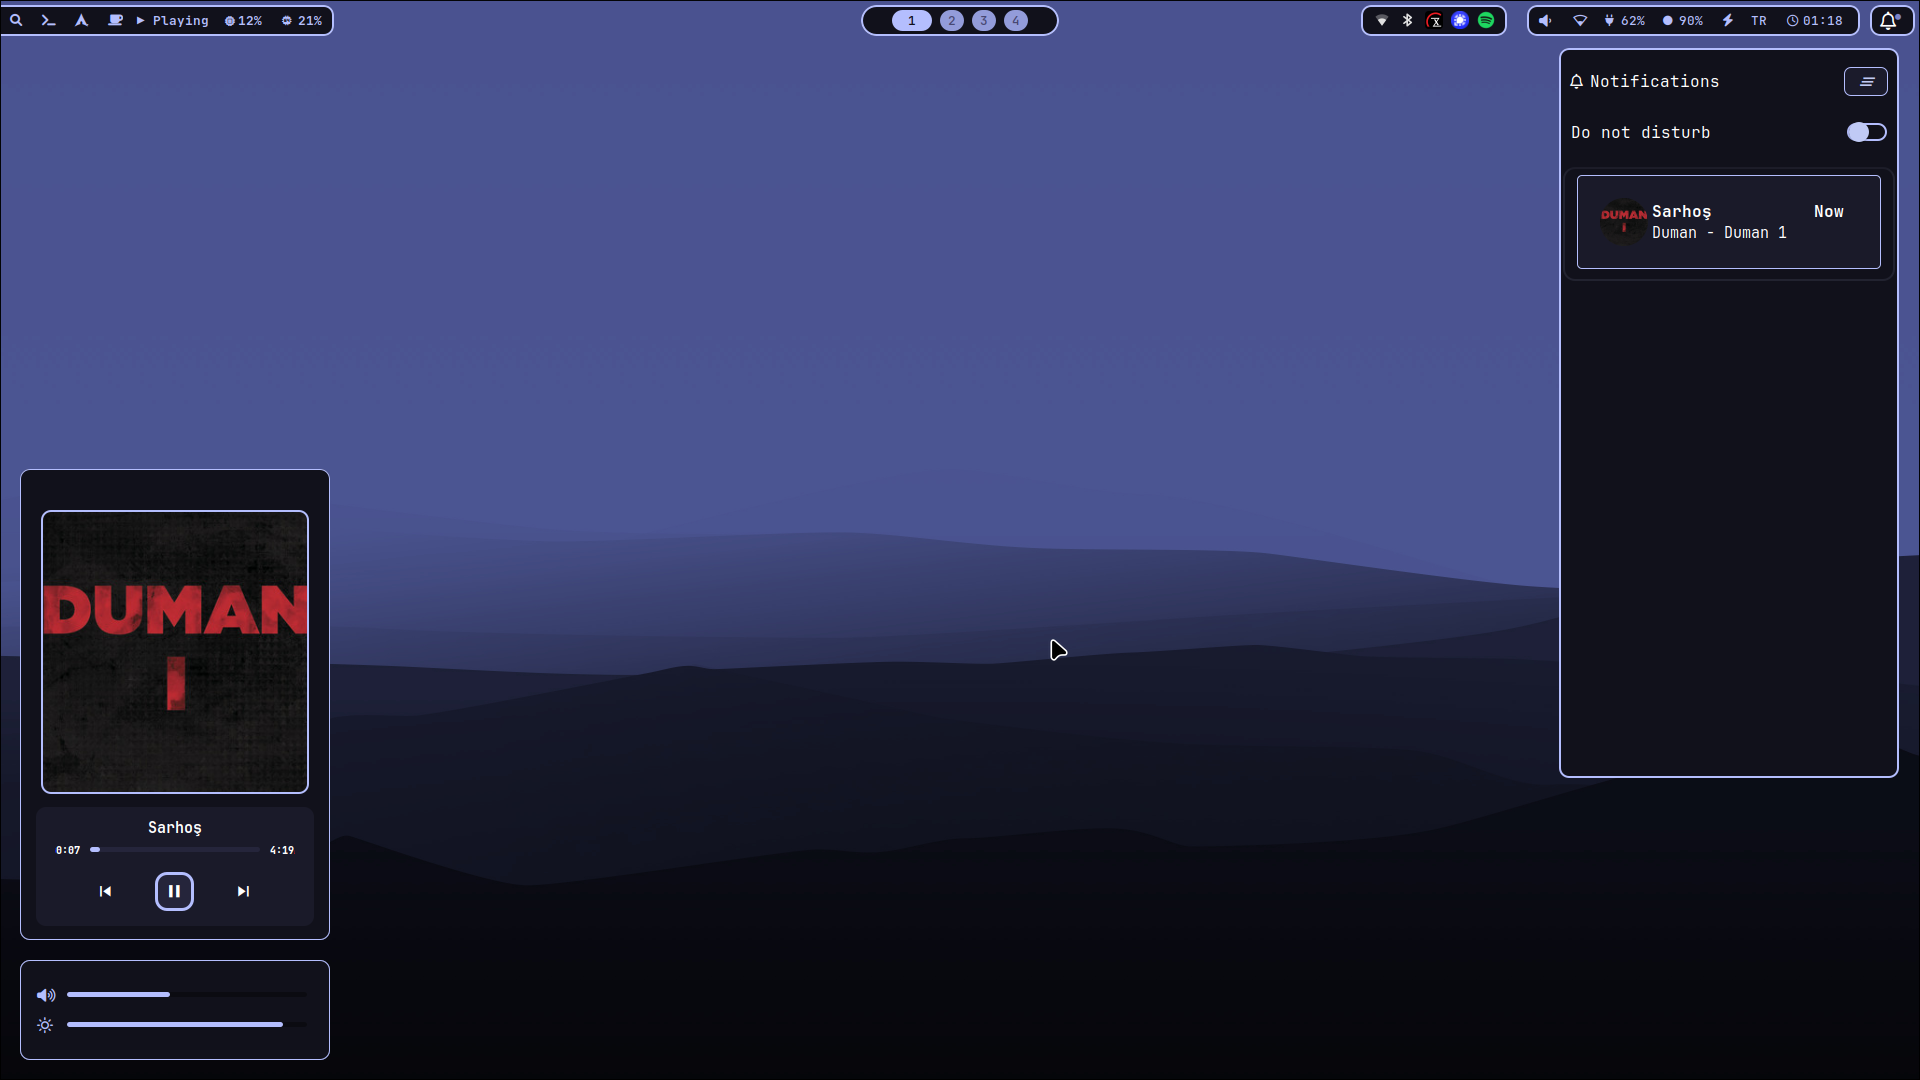 Playing 12% 21%
1 2 3 4
62% 90% TR 01:18
Notifications
Do not disturb
DUMAN
I
Sarhoş Now
Duman - Duman 1
DUMAN
I
Sarhoş
0:07 4:19